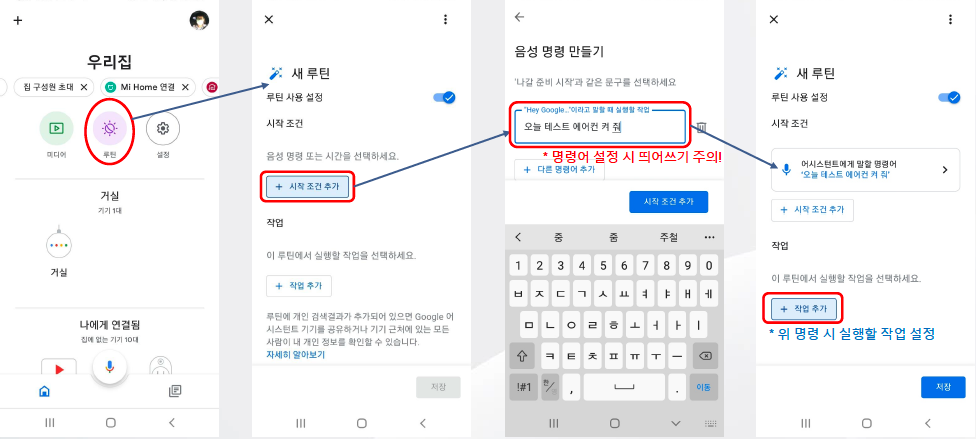 우리집
집 구성원 초대
Mi Home 연결
미디어
루틴
설정
거실
기기 1대
거실
나에게 연결됨
집에 없는 기기 10대
새 루틴
루틴 사용 설정
시작 조건
음성 명령 또는 시간을 선택하세요.
+ 시작 조건 추가
작업
이 루틴에서 실행할 작업을 선택하세요.
+ 작업 추가
루틴에 개인 검색결과가 추가되어 있으면 Google 어
시스턴트 기기를 공유하거나 기기 근처에 있는 모든
사람이 내 개인 정보를 확인할 수 있습니다.
자세히 알아보기
저장
음성 명령 만들기
'나갈 준비 시작'과 같은 문구를 선택하세요
"Hey Google..."이라고 말할 때 실행할 작업
오늘 테스트 에어컨 켜 줘
* 명령어 설정 시 띄어쓰기 주의!
+ 다른 명령어 추가
시작 조건 추가
중 줌 주철
1 2 3 4 5 6 7 8 9 0
ㅂ ㅈ ㄷ ㄱ ㅅ ㅛ ㅕ ㅑ ㅐ ㅔ
ㅁ ㄴ ㅇ ㄹ ㅎ ㅗ ㅓ ㅏ ㅣ
ㅋ ㅌ ㅊ ㅍ ㅠ ㅜ ㅡ
!#1 한/ , . 이동
새 루틴
루틴 사용 설정
시작 조건
어시스턴트에게 말할 명령어
'오늘 테스트 에어컨 켜 줘'
+ 시작 조건 추가
작업
이 루틴에서 실행할 작업을 선택하세요.
+ 작업 추가
* 위 명령 시 실행할 작업 설정
저장